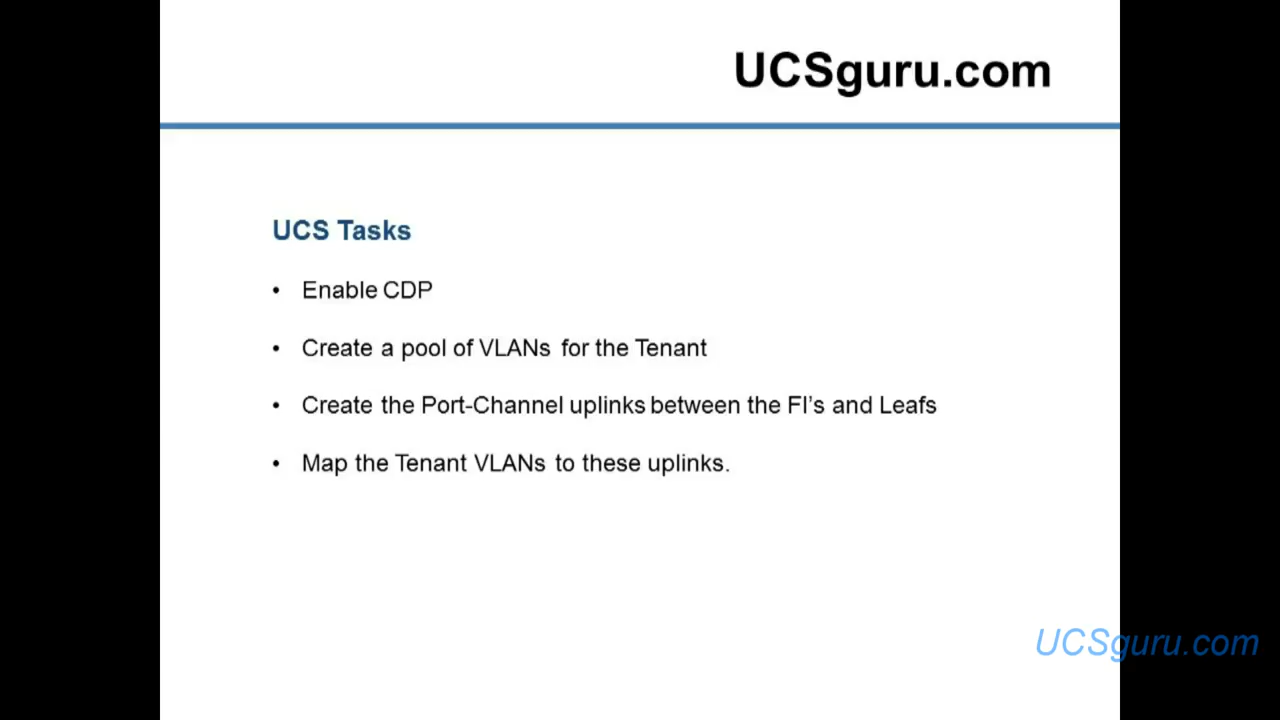 UCSguru.com
UCS Tasks
• Enable CDP
• Create a pool of VLANs for the Tenant
• Create the Port-Channel uplinks between the FI’s and Leafs
• Map the Tenant VLANs to these uplinks.
UCSguru.com